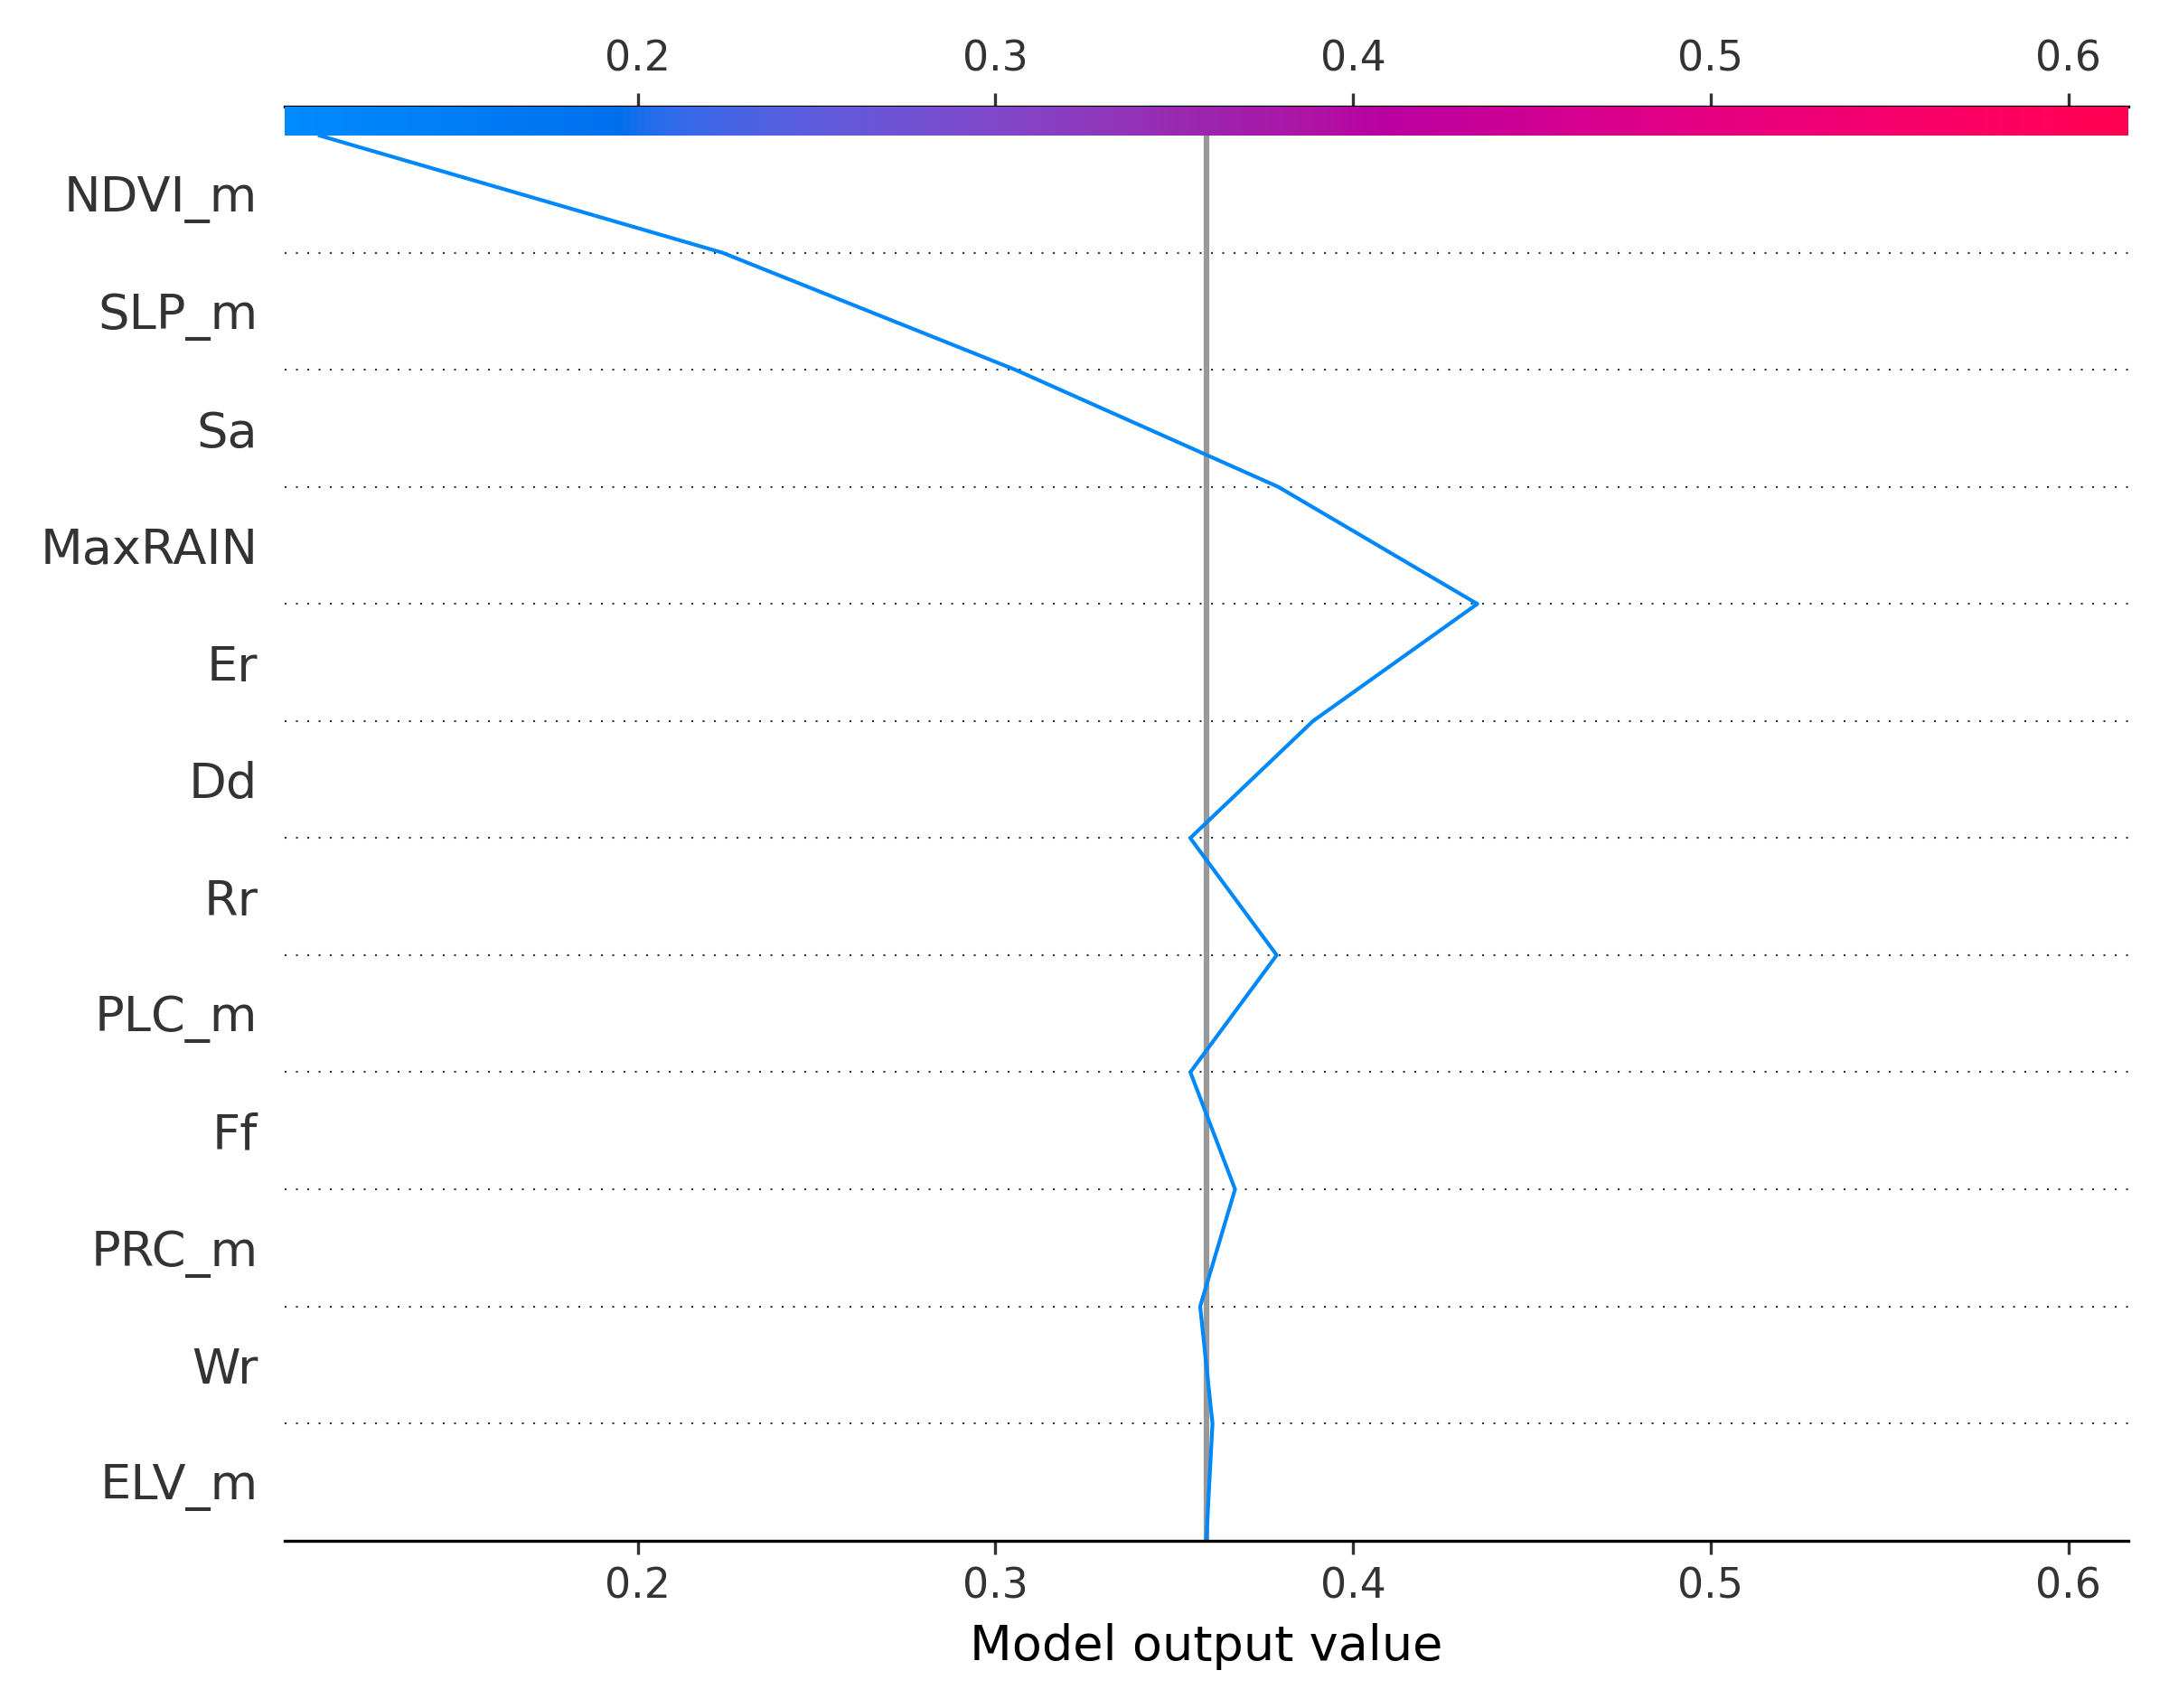 0.2 0.3 0.4 0.5 0.6
NDVI_m
SLP_m
Sa
MaxRAIN
Er
Dd
Rr
PLC_m
Ff
PRC_m
Wr
ELV_m
0.2 0.3 0.4 0.5 0.6
Model output value